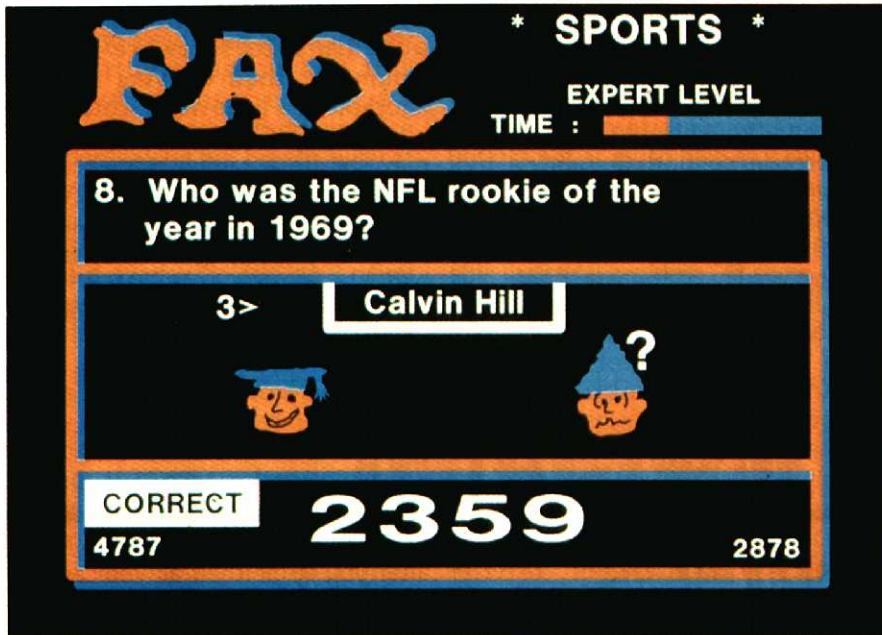 FAX
* SPORTS *
EXPERT LEVEL
TIME :
8. Who was the NFL rookie of the
year in 1969?
3> Calvin Hill
?
CORRECT
2359
4787
2878